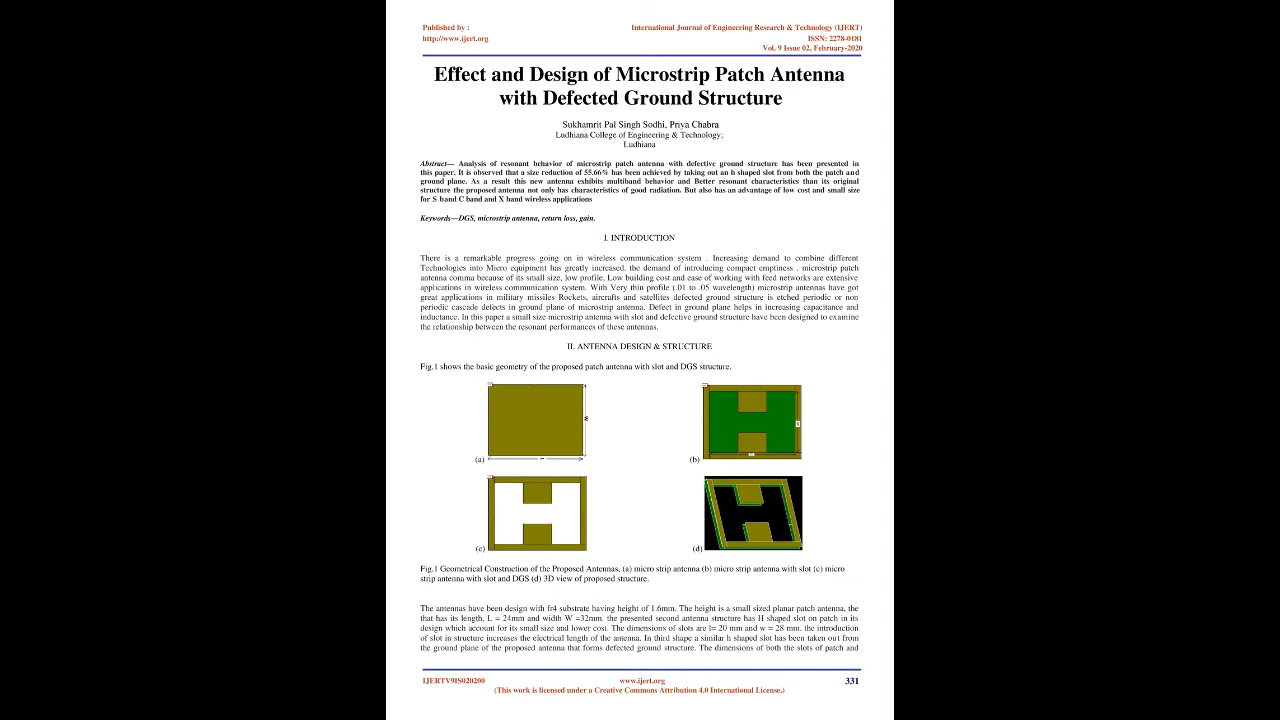 Published by :
http://www.ijert.org
International Journal of Engineering Research & Technology (IJERT)
ISSN: 2278-0181
Vol. 9 Issue 02, February-2020
Effect and Design of Microstrip Patch Antenna
with Defected Ground Structure
Sukhamrit Pal Singh Sodhi, Priya Chabra
Ludhiana College of Engineering & Technology;
Ludhiana
Abstract— Analysis of resonant behavior of microstrip patch antenna with defective ground structure has been presented in
this paper. It is observed that a size reduction of 55.66% has been achieved by taking out an h shaped slot from both the patch and
ground plane. As a result this new antenna exhibits multiband behavior and Better resonant characteristics than its original
structure the proposed antenna not only has characteristics of good radiation. But also has an advantage of low cost and small size
for S band C band and X band wireless applications
Keywords—DGS, microstrip antenna, return loss, gain.
I. INTRODUCTION
There is a remarkable progress going on in wireless communication system . Increasing demand to combine different
Technologies into Micro equipment has greatly increased. the demand of introducing compact emptiness . microstrip patch
antenna comma because of its small size, low profile, Low building cost and ease of working with feed networks are extensive
applications in wireless communication system. With Very thin profile (.01 to .05 wavelength) microstrip antennas have got
great applications in military missiles Rockets, aircrafts and satellites defected ground structure is etched periodic or non
periodic cascade defects in ground plane of microstrip antenna. Defect in ground plane helps in increasing capacitance and
inductance. In this paper a small size microstrip antenna with slot and defective ground structure have been designed to examine
the relationship between the resonant performances of these antennas.
II. ANTENNA DESIGN & STRUCTURE
Fig.1 shows the basic geometry of the proposed patch antenna with slot and DGS structure.
(a)
(b)
(c)
(d)
Fig.1 Geometrical Construction of the Proposed Antennas, (a) micro strip antenna (b) micro strip antenna with slot (c) micro
strip antenna with slot and DGS (d) 3D view of proposed structure.
The antennas have been design with fr4 substrate having height of 1.6mm. The height is a small sized planar patch antenna, the
that has its length, L = 24mm and width W =32mm. the presented second antenna structure has H shaped slot on patch in its
design which account for its small size and lower cost. The dimensions of slots are l= 20 mm and w = 28 mm. the introduction
of slot in structure increases the electrical length of the antenna. In third shape a similar h shaped slot has been taken out from
the ground plane of the proposed antenna that forms defected ground structure. The dimensions of both the slots of patch and
IJERTV9IS020200
www.ijert.org
(This work is licensed under a Creative Commons Attribution 4.0 International License.)
331